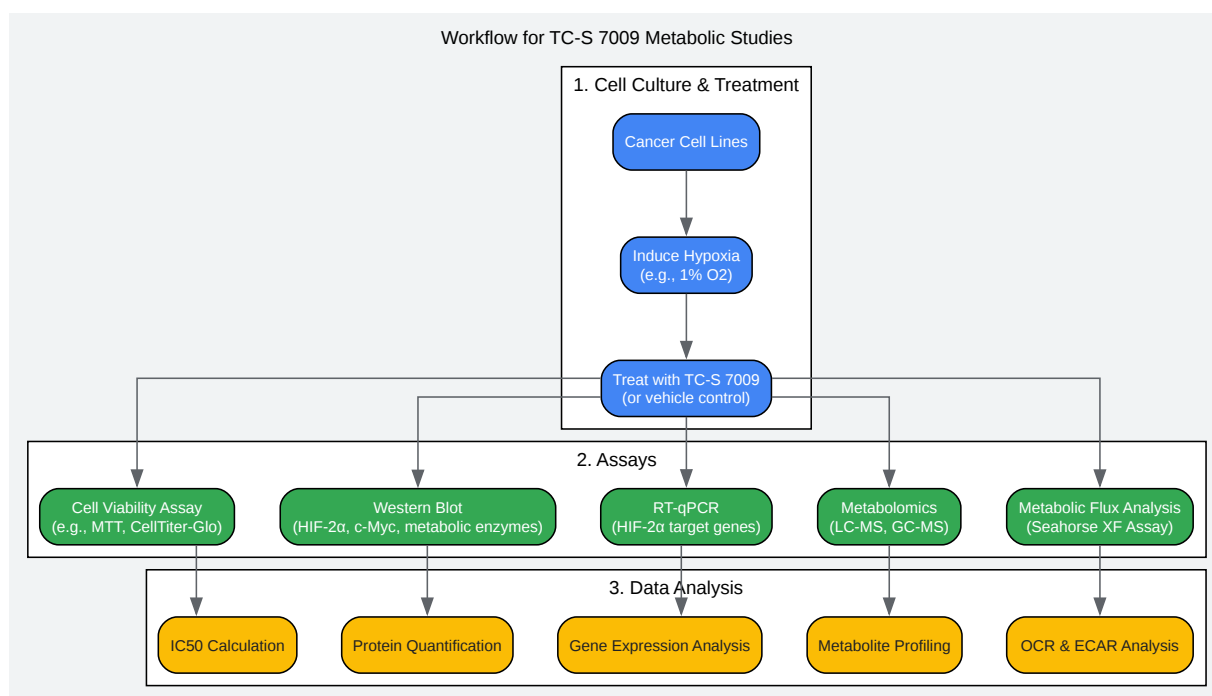 Workflow for TC-S 7009 Metabolic Studies
1. Cell Culture & Treatment
Cancer Cell Lines
Induce Hypoxia
(e.g., 1% O2)
Treat with TC-S 7009
(or vehicle control)
2. Assays
Cell Viability Assay
(e.g., MTT, CellTiter-Glo)
Western Blot
(HIF-2α, c-Myc, metabolic enzymes)
RT-qPCR
(HIF-2α target genes)
Metabolomics
(LC-MS, GC-MS)
Metabolic Flux Analysis
(Seahorse XF Assay)
3. Data Analysis
IC50 Calculation
Protein Quantification
Gene Expression Analysis
Metabolite Profiling
OCR & ECAR Analysis